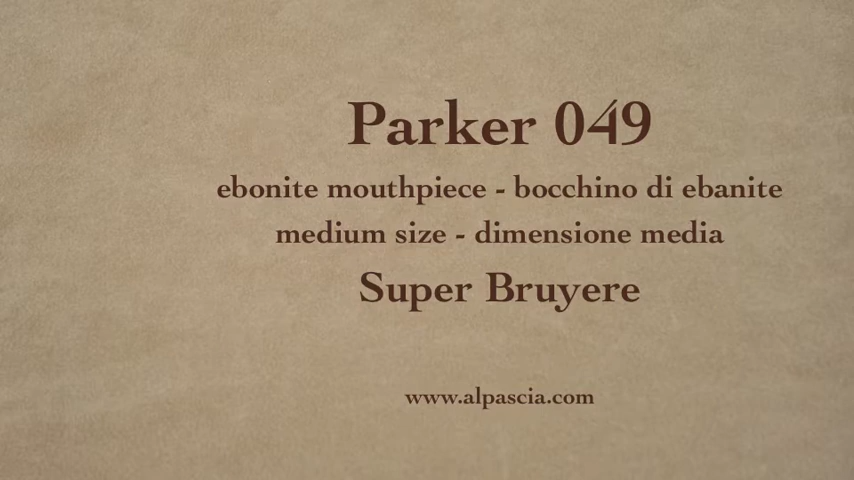 Parker 049
ebonite mouthpiece - bocchino di ebanite
medium size - dimensione media
Super Bruyere
www.alpascia.com